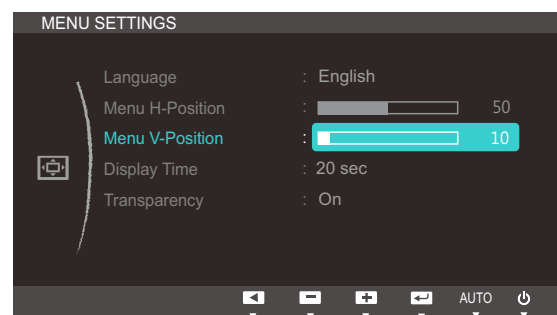 MENU SETTINGS
Language : English
Menu H-Position : 50
Menu V-Position : 10
Display Time : 20 sec
Transparency : On
AUTO